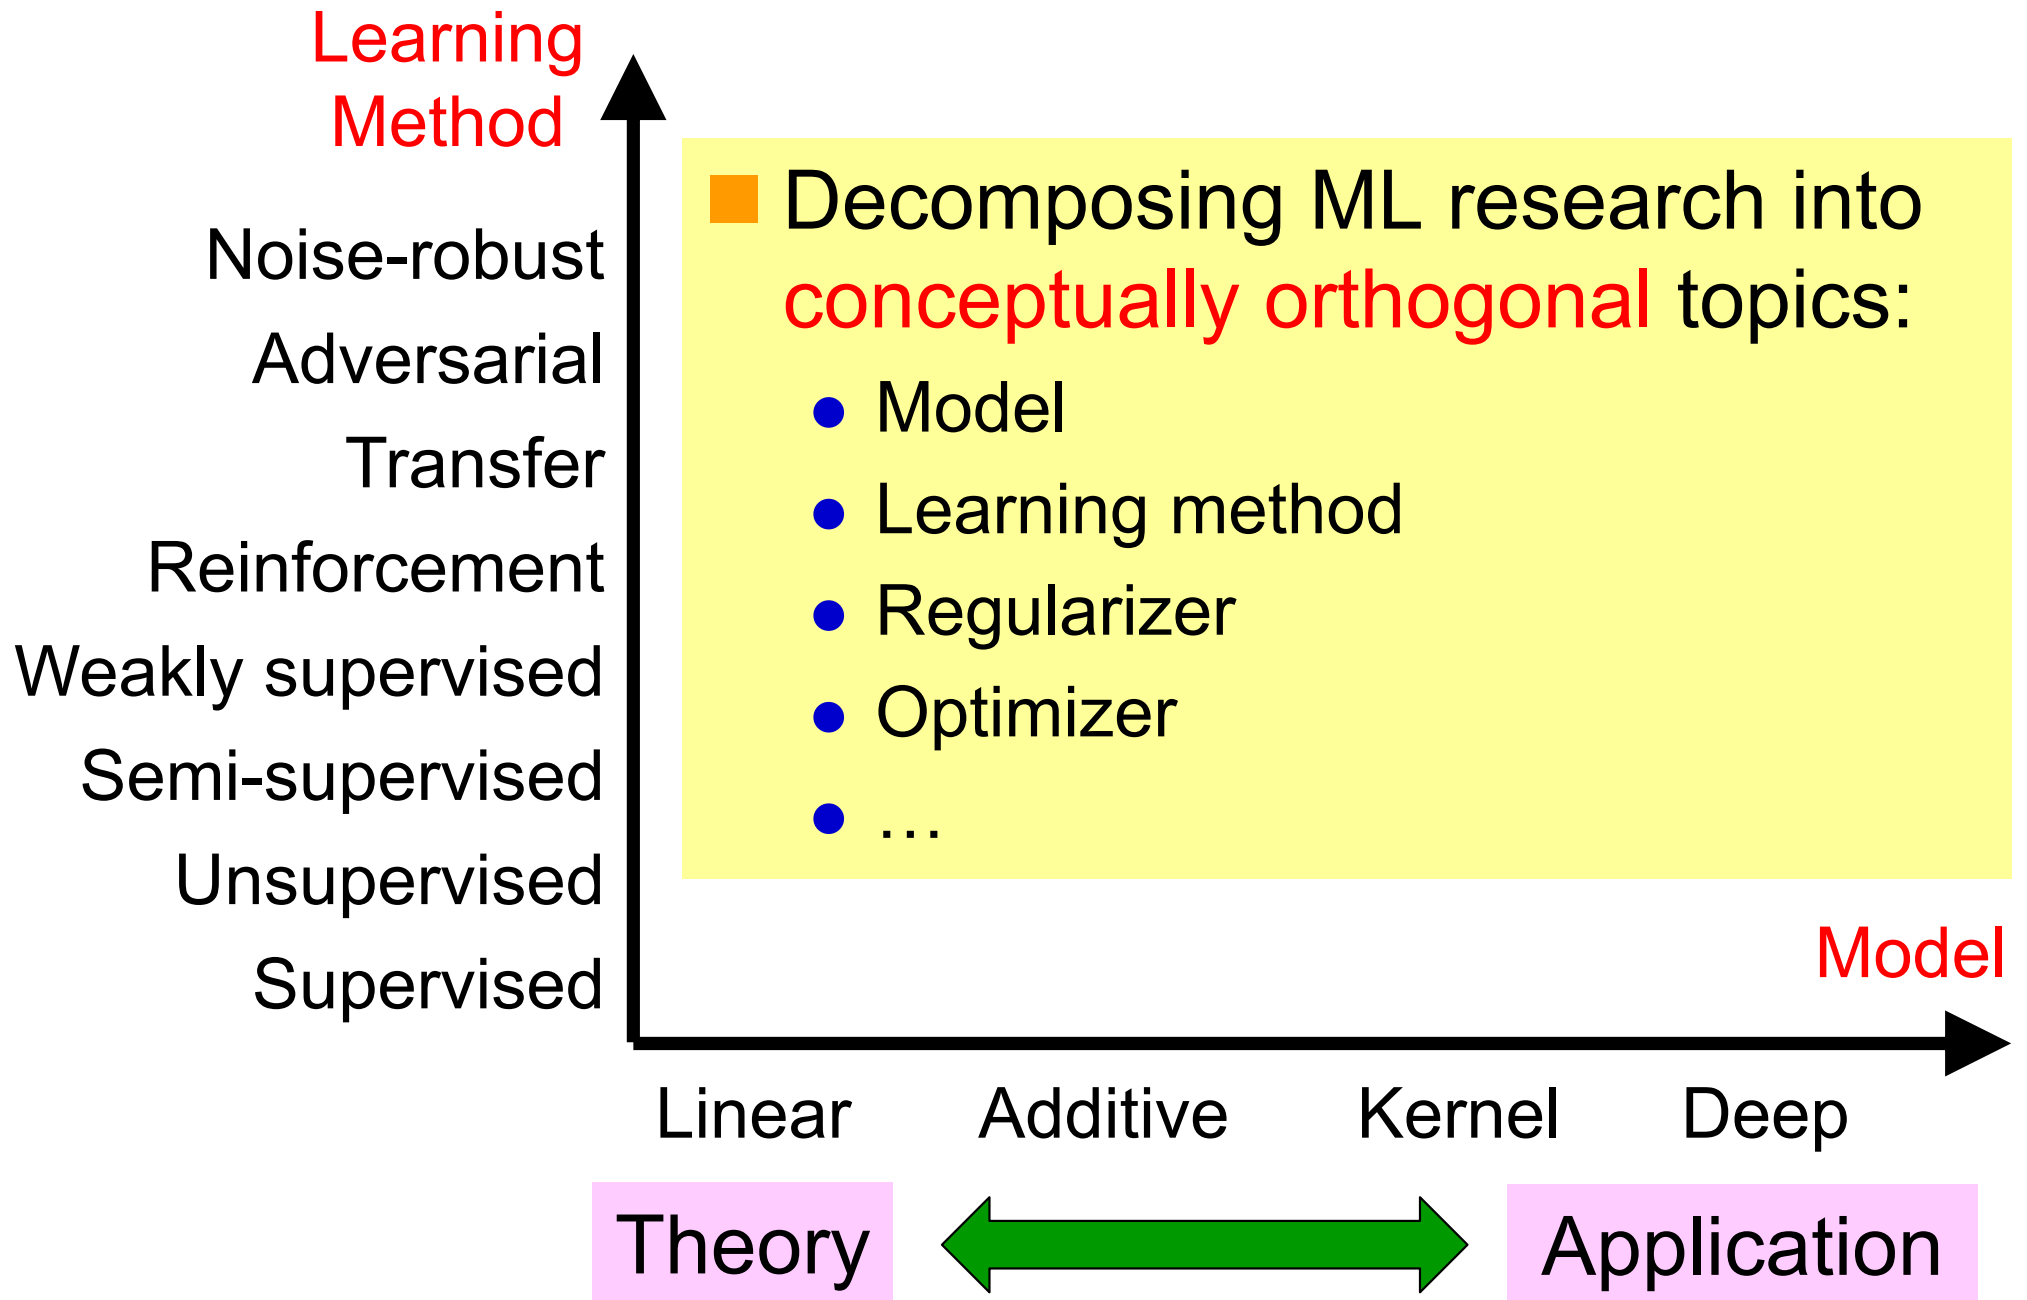 Learning
Method
Noise-robust
Adversarial
Transfer
Reinforcement
Weakly supervised
Semi-supervised
Unsupervised
Supervised
Decomposing ML research into
conceptually orthogonal topics:
Model
Learning method
Regularizer
Optimizer
…
Model
Linear Additive Kernel Deep
Theory Application